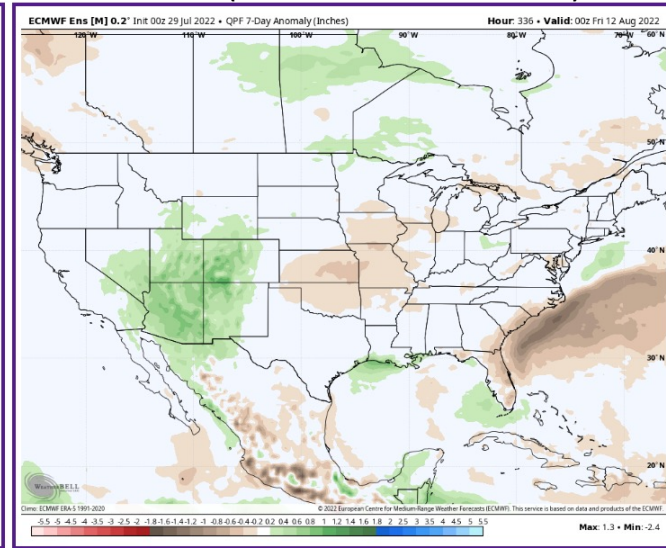 ECMWF Ens [M] 0.2° Init 00z 29 Jul 2022 • QPF 7-Day Anomaly (Inches) Hour: 336 • Valid: 00z Fri 12 Aug 2022
120°W 110°W 100°W 90°W 80°W 70°W 60°N
50°N
40°N
30°N
20°N
WeatherBELL
Climo: ECMWF ERA-5 1991-2020 © 2022 European Centre for Medium-Range Weather Forecasts (ECMWF). This service is based on data and products of the ECMWF
-5.5 -5 -4.5 -4 -3.5 -3 -2.5 -2 -1.8 -1.6 -1.4 -1.2 -1 -0.8 -0.6 -0.4 -0.2 0.2 0.4 0.6 0.8 1 1.2 1.4 1.6 1.8 2 2.5 3 3.5 4 4.5 5 5.5
Max: 1.3 • Min: -2.4